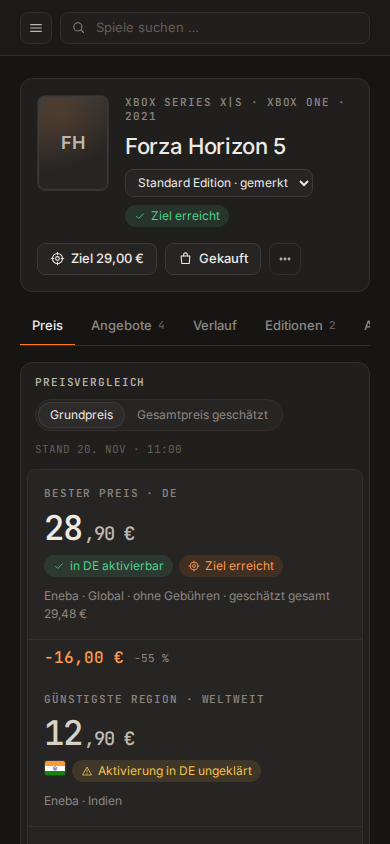 Spiele suchen ...
FH
XBOX SERIES X|S · XBOX ONE ·
2021
Forza Horizon 5
Standard Edition · gemerkt
Ziel erreicht
Ziel 29,00 €
Gekauft
Preis
Angebote 4
Verlauf
Editionen 2
PREISVERGLEICH
Grundpreis
Gesamtpreis geschätzt
STAND 20. NOV · 11:00
BESTER PREIS · DE
28,90 €
in DE aktivierbar
Ziel erreicht
Eneba · Global · ohne Gebühren · geschätzt gesamt
29,48 €
-16,00 € -55 %
GÜNSTIGSTE REGION · WELTWEIT
12,90 €
Aktivierung in DE ungeklärt
Eneba · Indien